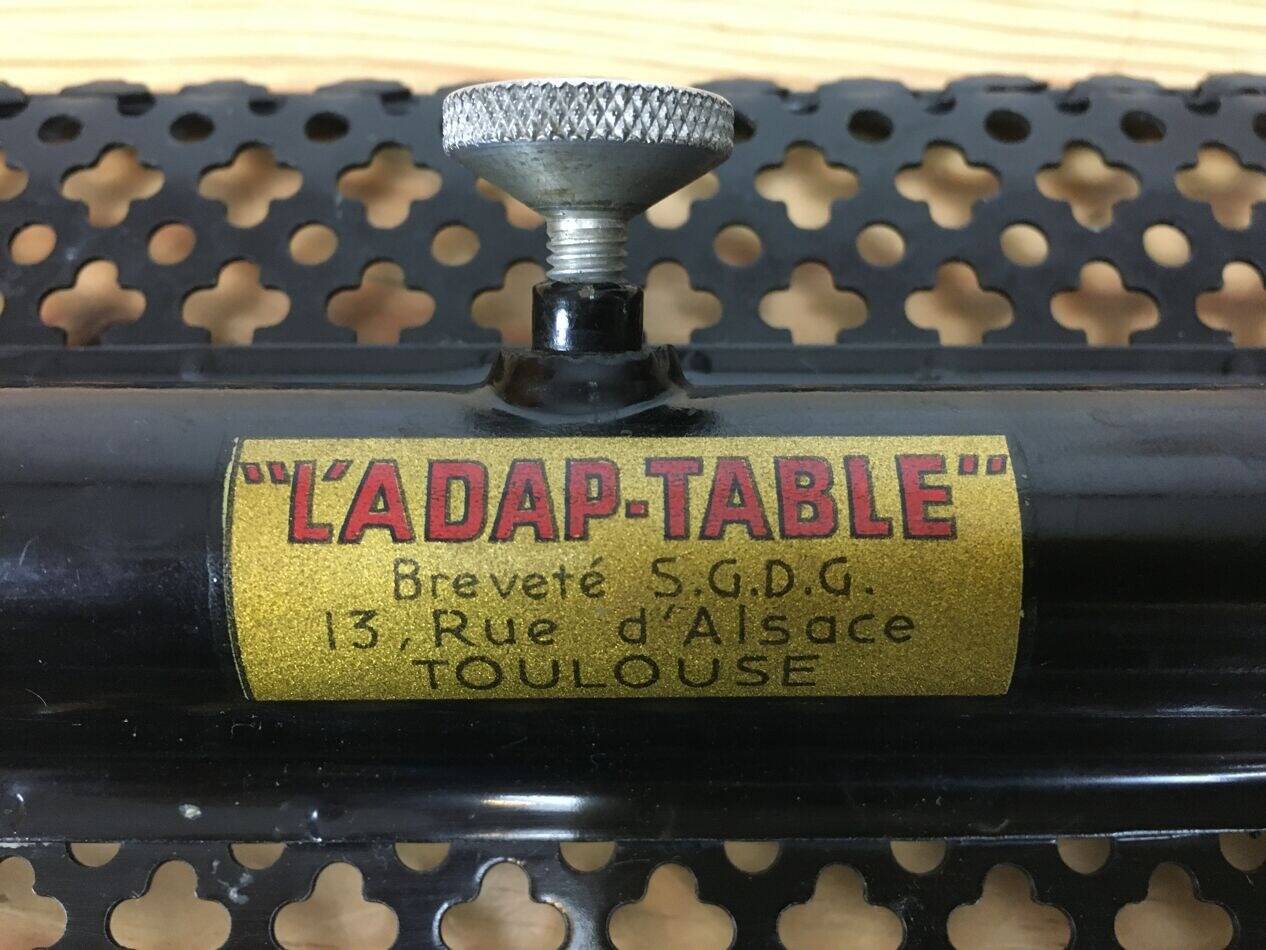 "L'ADAP-TABLE"
Breveté S.G.D.G.
13, Rue d'Alsace
TOULOUSE